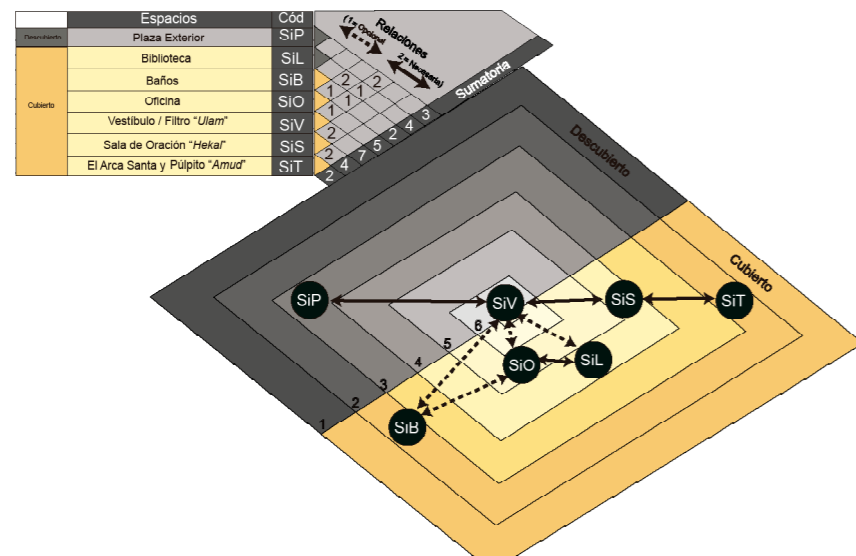 Espacios Cód
Descubierto Plaza Exterior SiP
Biblioteca SiL
Baños SiB
Cubierto Oficina SiO
Vestíbulo / Filtro “Ulam” SiV
Sala de Oración “Hekal” SiS
El Arca Santa y Púlpito “Amud” SiT
Relaciones
(1= Opcional
2= Necesaria)
Sumatoria
2 2
1 1 1
1
2
2
2 4 7 5 2 4 3
Descubierto
Cubierto
SiP SiV SiS SiT
SiO SiL
SiB
1 2 3 4 5 6